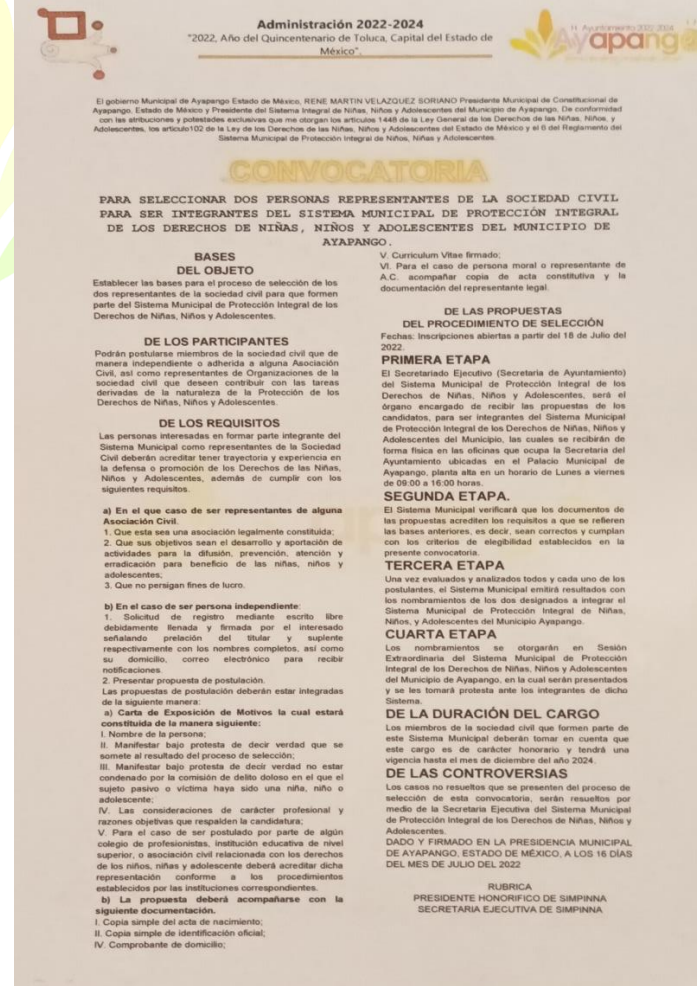 Administración 2022-2024
"2022, Año del Quincentenario de Toluca, Capital del Estado de
México".
H. Ayuntamiento 2022-2024
Ayapango
El gobierno Municipal de Ayapango Estado de México, RENE MARTIN VELAZQUEZ SORIANO Presidente Municipal de Constitucional de
Ayapango, Estado de México y Presidente del Sistema Integral de Niñas, Niños y Adolescentes del Municipio de Ayapango, De conformidad
con las atribuciones y potestades exclusivas que me otorgan los artículos 1448 de la Ley General de los Derechos de las Niñas, Niños, y
Adolescentes, los articulo102 de la Ley de los Derechos de las Niñas, Niños y Adolescentes del Estado de México y el 6 del Reglamento del
Sistema Municipal de Protección Integral de Niños, Niñas y Adolescentes.
CONVOCATORIA
PARA SELECCIONAR DOS PERSONAS REPRESENTANTES DE LA SOCIEDAD CIVIL
PARA SER INTEGRANTES DEL SISTEMA MUNICIPAL DE PROTECCIÓN INTEGRAL
DE LOS DERECHOS DE NIÑAS, NIÑOS Y ADOLESCENTES DEL MUNICIPIO DE
AYAPANGO.
BASES
DEL OBJETO
Establecer las bases para el proceso de selección de los
dos representantes de la sociedad civil para que formen
parte del Sistema Municipal de Protección Integral de los
Derechos de Niñas, Niños y Adolescentes.
DE LOS PARTICIPANTES
Podrán postularse miembros de la sociedad civil que de
manera independiente o adherida a alguna Asociación
Civil, así como representantes de Organizaciones de la
sociedad civil que deseen contribuir con las tareas
derivadas de la naturaleza de la Protección de los
Derechos de Niñas, Niños y Adolescentes.
DE LOS REQUISITOS
Las personas interesadas en formar parte integrante del
Sistema Municipal como representantes de la Sociedad
Civil deberán acreditar tener trayectoria y experiencia en
la defensa o promoción de los Derechos de las Niñas,
Niños y Adolescentes, además de cumplir con los
siguientes requisitos.
a) En el que caso de ser representantes de alguna
Asociación Civil.
1. Que esta sea una asociación legalmente constituida;
2. Que sus objetivos sean el desarrollo y aportación de
actividades para la difusión, prevención, atención y
erradicación para beneficio de las niñas, niños y
adolescentes;
3. Que no persigan fines de lucro.
b) En el caso de ser persona independiente:
1. Solicitud de registro mediante escrito libre
debidamente llenada y firmada por el interesado
señalando prelación del titular y suplente
respectivamente con los nombres completos, así como
su domicilio, correo electrónico para recibir
notificaciones.
2. Presentar propuesta de postulación.
Las propuestas de postulación deberán estar integradas
de la siguiente manera:
a) Carta de Exposición de Motivos la cual estará
constituida de la manera siguiente:
I. Nombre de la persona;
II. Manifestar bajo protesta de decir verdad que se
somete al resultado del proceso de selección;
III. Manifestar bajo protesta de decir verdad no estar
condenado por la comisión de delito doloso en el que el
sujeto pasivo o víctima haya sido una niña, niño o
adolescente;
IV. Las consideraciones de carácter profesional y
razones objetivas que respalden la candidatura;
V. Para el caso de ser postulado por parte de algún
colegio de profesionistas, institución educativa de nivel
superior, o asociación civil relacionada con los derechos
de los niños, niñas y adolescente deberá acreditar dicha
representación conforme a los procedimientos
establecidos por las instituciones correspondientes.
b) La propuesta deberá acompañarse con la
siguiente documentación.
I. Copia simple del acta de nacimiento;
II. Copia simple de identificación oficial;
IV. Comprobante de domicilio;
V. Curriculum Vitae firmado;
VI. Para el caso de persona moral o representante de
A.C. acompañar copia de acta constitutiva y la
documentación del representante legal.
DE LAS PROPUESTAS
DEL PROCEDIMIENTO DE SELECCIÓN
Fechas: Inscripciones abiertas a partir del 18 de Julio del
2022.
PRIMERA ETAPA
El Secretariado Ejecutivo (Secretaria de Ayuntamiento)
del Sistema Municipal de Protección Integral de los
Derechos de Niñas, Niños y Adolescentes, será el
órgano encargado de recibir las propuestas de los
candidatos, para ser integrantes del Sistema Municipal
de Protección Integral de los Derechos de Niñas, Niños y
Adolescentes del Municipio, las cuales se recibirán de
forma física en las oficinas que ocupa la Secretaria del
Ayuntamiento ubicadas en el Palacio Municipal de
Ayapango, planta alta en un horario de Lunes a viernes
de 09:00 a 16:00 horas.
SEGUNDA ETAPA.
El Sistema Municipal verificará que los documentos de
las propuestas acrediten los requisitos a que se refieren
las bases anteriores, es decir, sean correctos y cumplan
con los criterios de elegibilidad establecidos en la
presente convocatoria.
TERCERA ETAPA
Una vez evaluados y analizados todos y cada uno de los
postulantes, el Sistema Municipal emitirá resultados con
los nombramientos de los dos designados a integrar el
Sistema Municipal de Protección Integral de Niñas,
Niños, y Adolescentes del Municipio Ayapango.
CUARTA ETAPA
Los nombramientos se otorgarán en Sesión
Extraordinaria del Sistema Municipal de Protección
Integral de los Derechos de Niñas, Niños y Adolescentes
del Municipio de Ayapango, en la cual serán presentados
y se les tomará protesta ante los integrantes de dicho
Sistema.
DE LA DURACIÓN DEL CARGO
Los miembros de la sociedad civil que formen parte de
este Sistema Municipal deberán tomar en cuenta que
este cargo es de carácter honorario y tendrá una
vigencia hasta el mes de diciembre del año 2024.
DE LAS CONTROVERSIAS
Los casos no resueltos que se presenten del proceso de
selección de esta convocatoria, serán resueltos por
medio de la Secretaria Ejecutiva del Sistema Municipal
de Protección Integral de los Derechos de Niñas, Niños y
Adolescentes.
DADO Y FIRMADO EN LA PRESIDENCIA MUNICIPAL
DE AYAPANGO, ESTADO DE MÉXICO, A LOS 16 DÍAS
DEL MES DE JULIO DEL 2022
RUBRICA
PRESIDENTE HONORIFICO DE SIMPINNA
SECRETARIA EJECUTIVA DE SIMPINNA